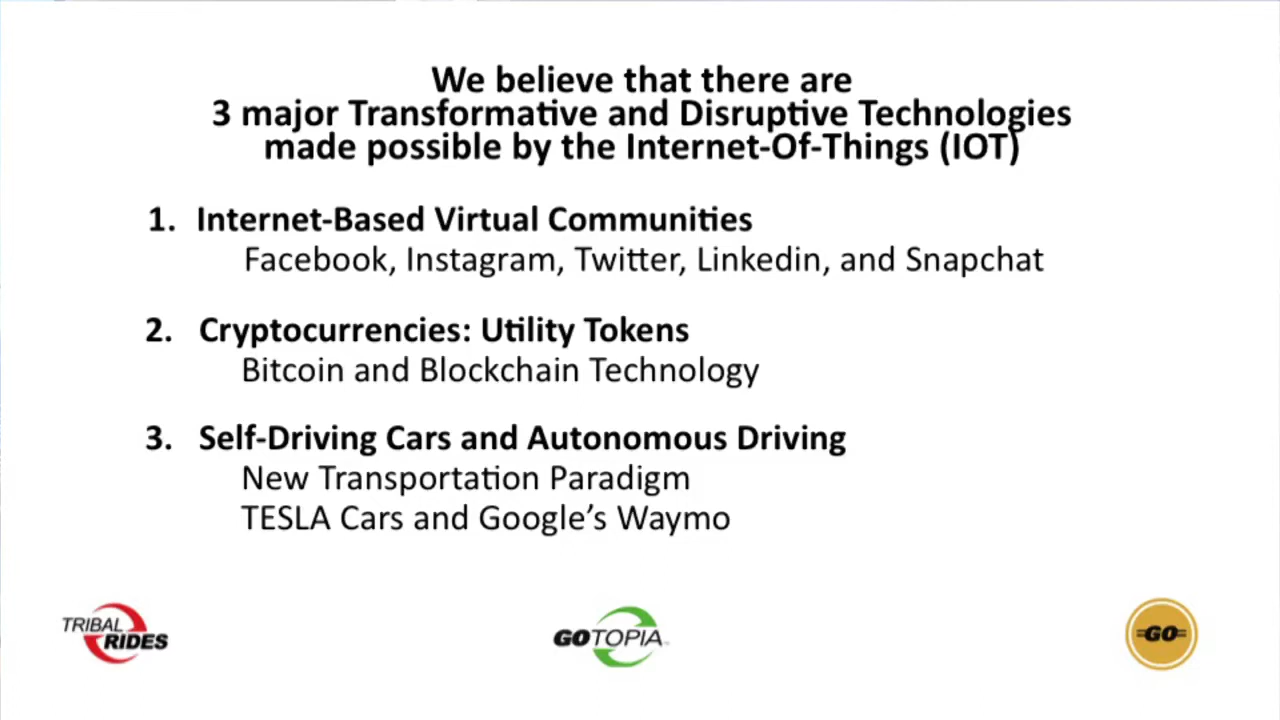 We believe that there are
3 major Transformative and Disruptive Technologies
made possible by the Internet-Of-Things (IOT)
1. Internet-Based Virtual Communities
Facebook, Instagram, Twitter, Linkedin, and Snapchat
2. Cryptocurrencies: Utility Tokens
Bitcoin and Blockchain Technology
3. Self-Driving Cars and Autonomous Driving
New Transportation Paradigm
TESLA Cars and Google’s Waymo
TRIBAL
RIDES
GOTOPIA
GO